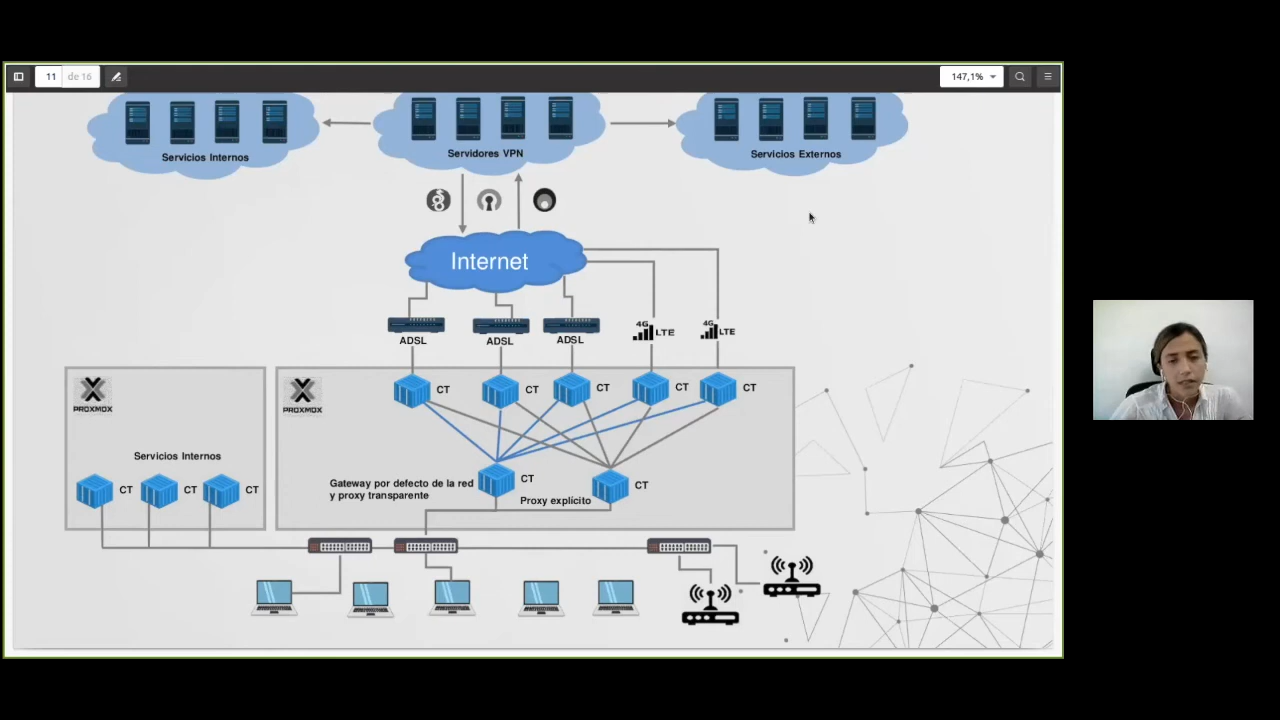 11 de 16
147,1%
Servicios Internos
Servidores VPN
Servicios Externos
Internet
ADSL
ADSL
ADSL
4G LTE
4G LTE
PROXMOX
PROXMOX
CT
CT
CT
CT
CT
Servicios Internos
CT
CT
CT
Gateway por defecto de la red
y proxy transparente
CT
Proxy explícito
CT